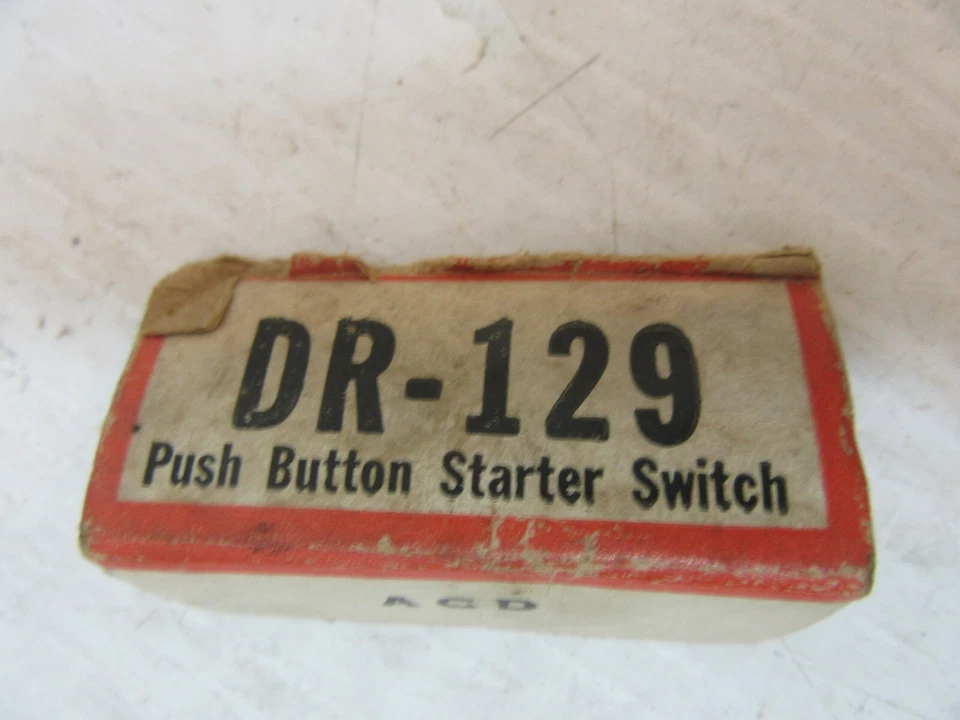 DR-129
Push Button Starter Switch
ACD